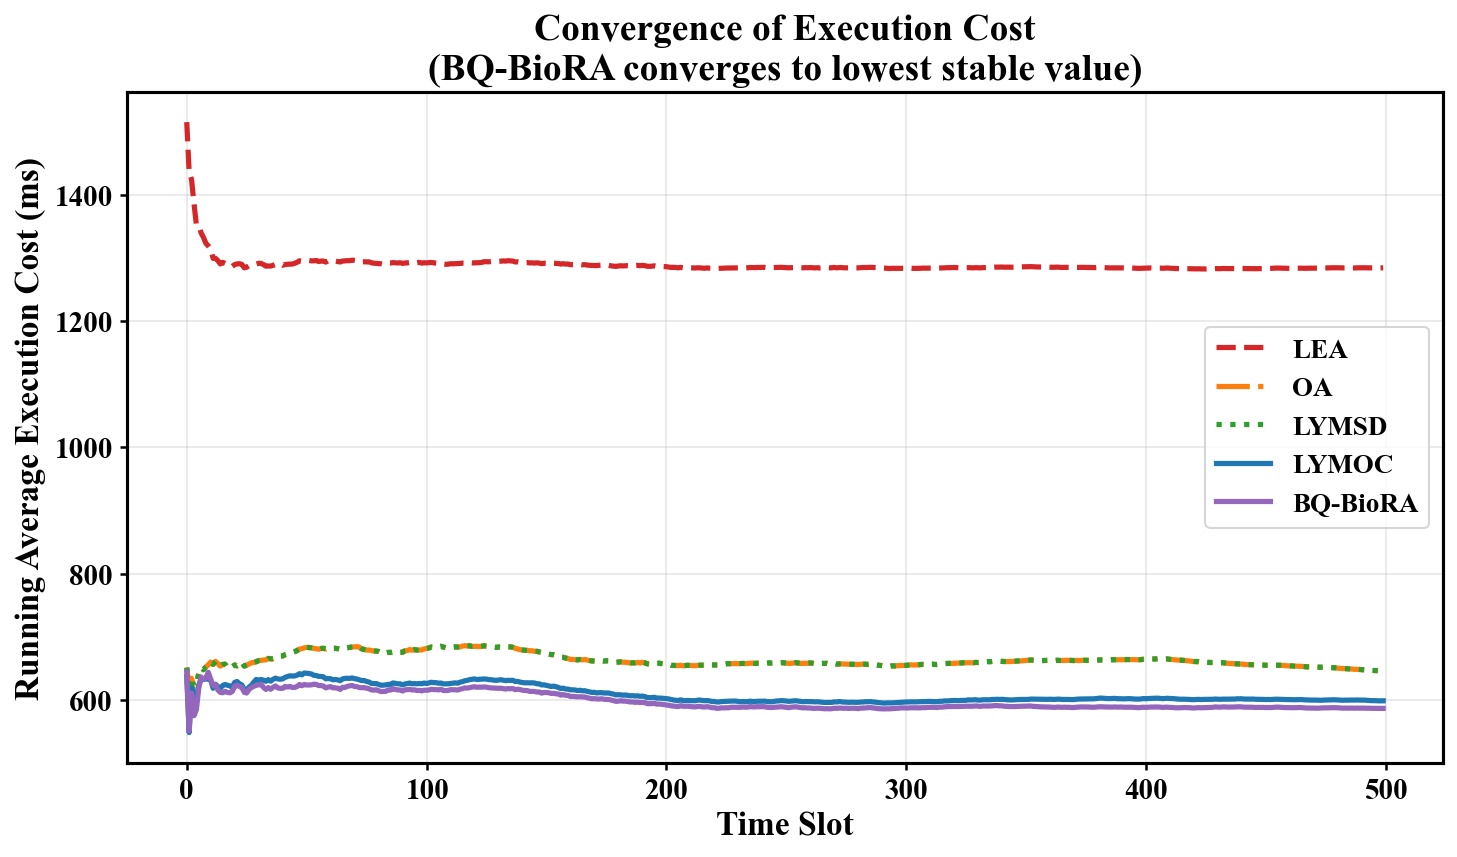 Convergence of Execution Cost
(BQ-BioRA converges to lowest stable value)
Running Average Execution Cost (ms)
1400
1200
1000
800
600
LEA
OA
LYMSD
LYMOC
BQ-BioRA
0 100 200 300 400 500
Time Slot